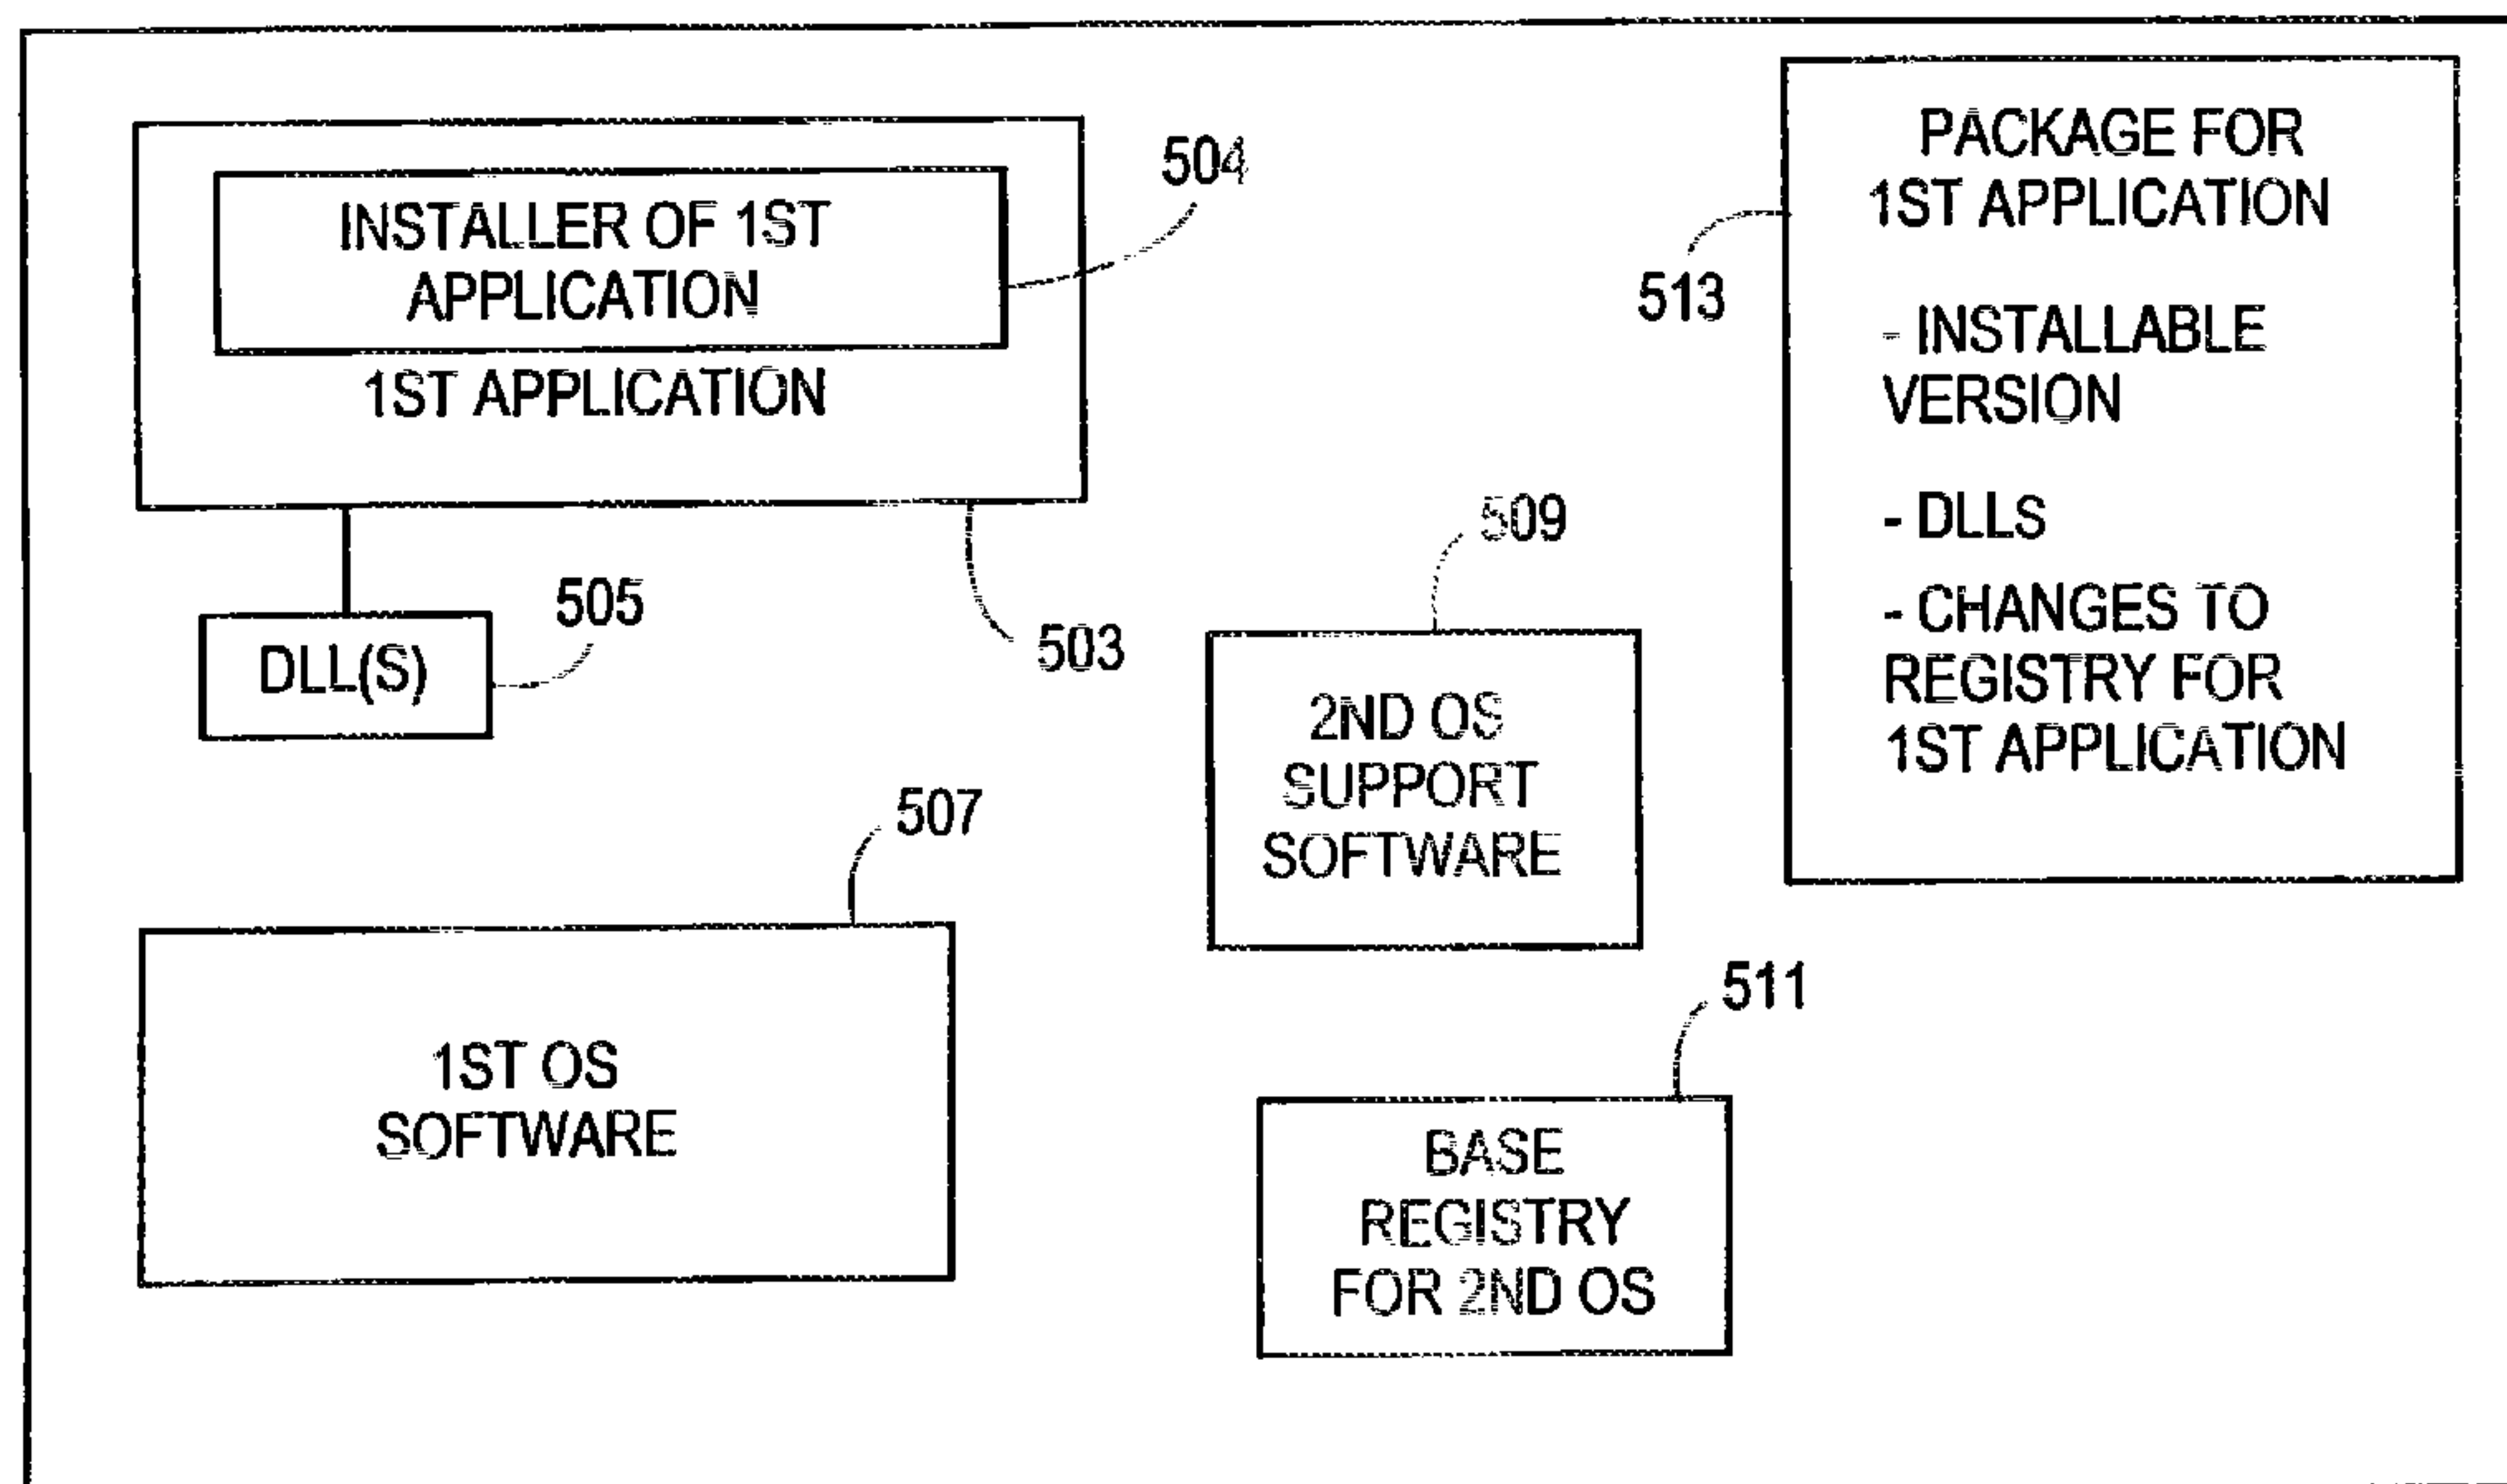 INSTALLER OF 1ST
APPLICATION
1ST APPLICATION
504
503
DLL(S)
505
507
1ST OS
SOFTWARE
509
2ND OS
SUPPORT
SOFTWARE
511
BASE
REGISTRY
FOR 2ND OS
513
PACKAGE FOR
1ST APPLICATION
- INSTALLABLE
VERSION
- DLLS
- CHANGES TO
REGISTRY FOR
1ST APPLICATION